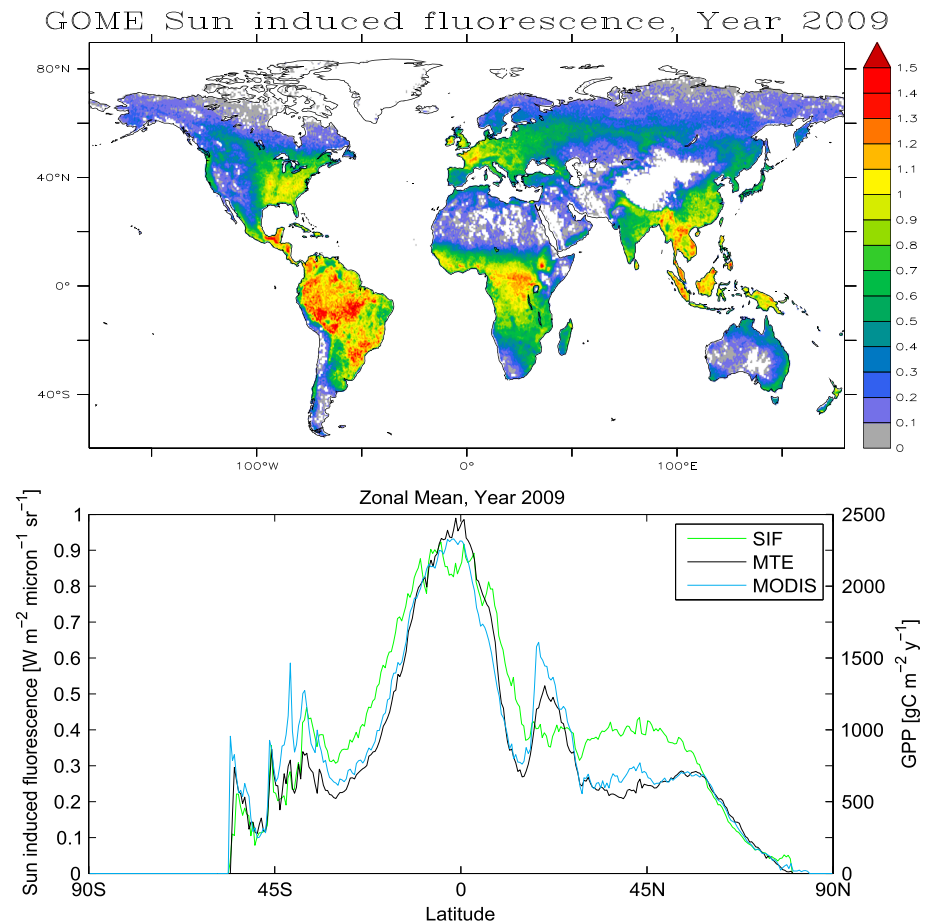 GOME Sun induced fluorescence, Year 2009
80°N
40°N
0°
40°S
100°W 0° 100°E
1.5
1.4
1.3
1.2
1.1
1
0.9
0.8
0.7
0.6
0.5
0.4
0.3
0.2
0.1
0
Zonal Mean, Year 2009
Sun induced fluorescence [W m−2 micron−1 sr−1]
1
0.9
0.8
0.7
0.6
0.5
0.4
0.3
0.2
0.1
0
SIF
MTE
MODIS
2500
2000
1500
1000
500
0
GPP [gC m−2 y−1]
90S 45S 0 45N 90N
Latitude